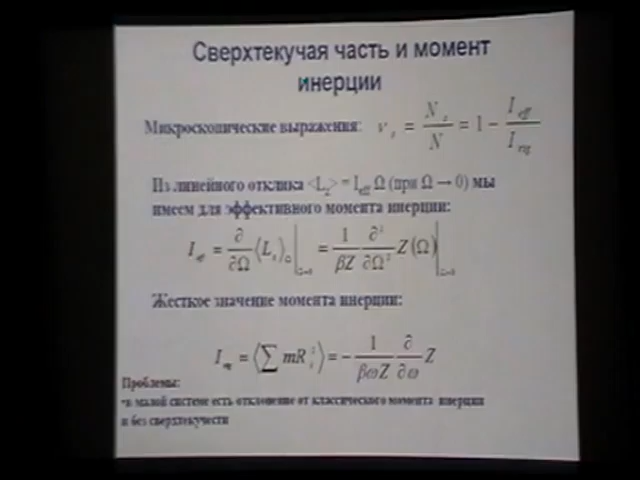 Сверхтекучая часть и момент
инерции
Микроскопические выражения: ν_s = N_s / N = 1 − I_eff / I_eq
Из линейного отклика <L_z> = I_eff Ω (при Ω → 0) мы
имеем для эффективного момента инерции:
I_eff = ∂/∂Ω ⟨L_z⟩_Ω |_{Ω=0} = 1/βZ ∂²/∂Ω² Z(Ω) |_{Ω=0}
Жесткое значение момента инерции:
I_eq = ⟨∑ mR_i²⟩ = − 1/βωZ ∂/∂ω Z
Проблемы:
•в малой системе есть отклонение от классического момента инерции
и без сверхтекучести